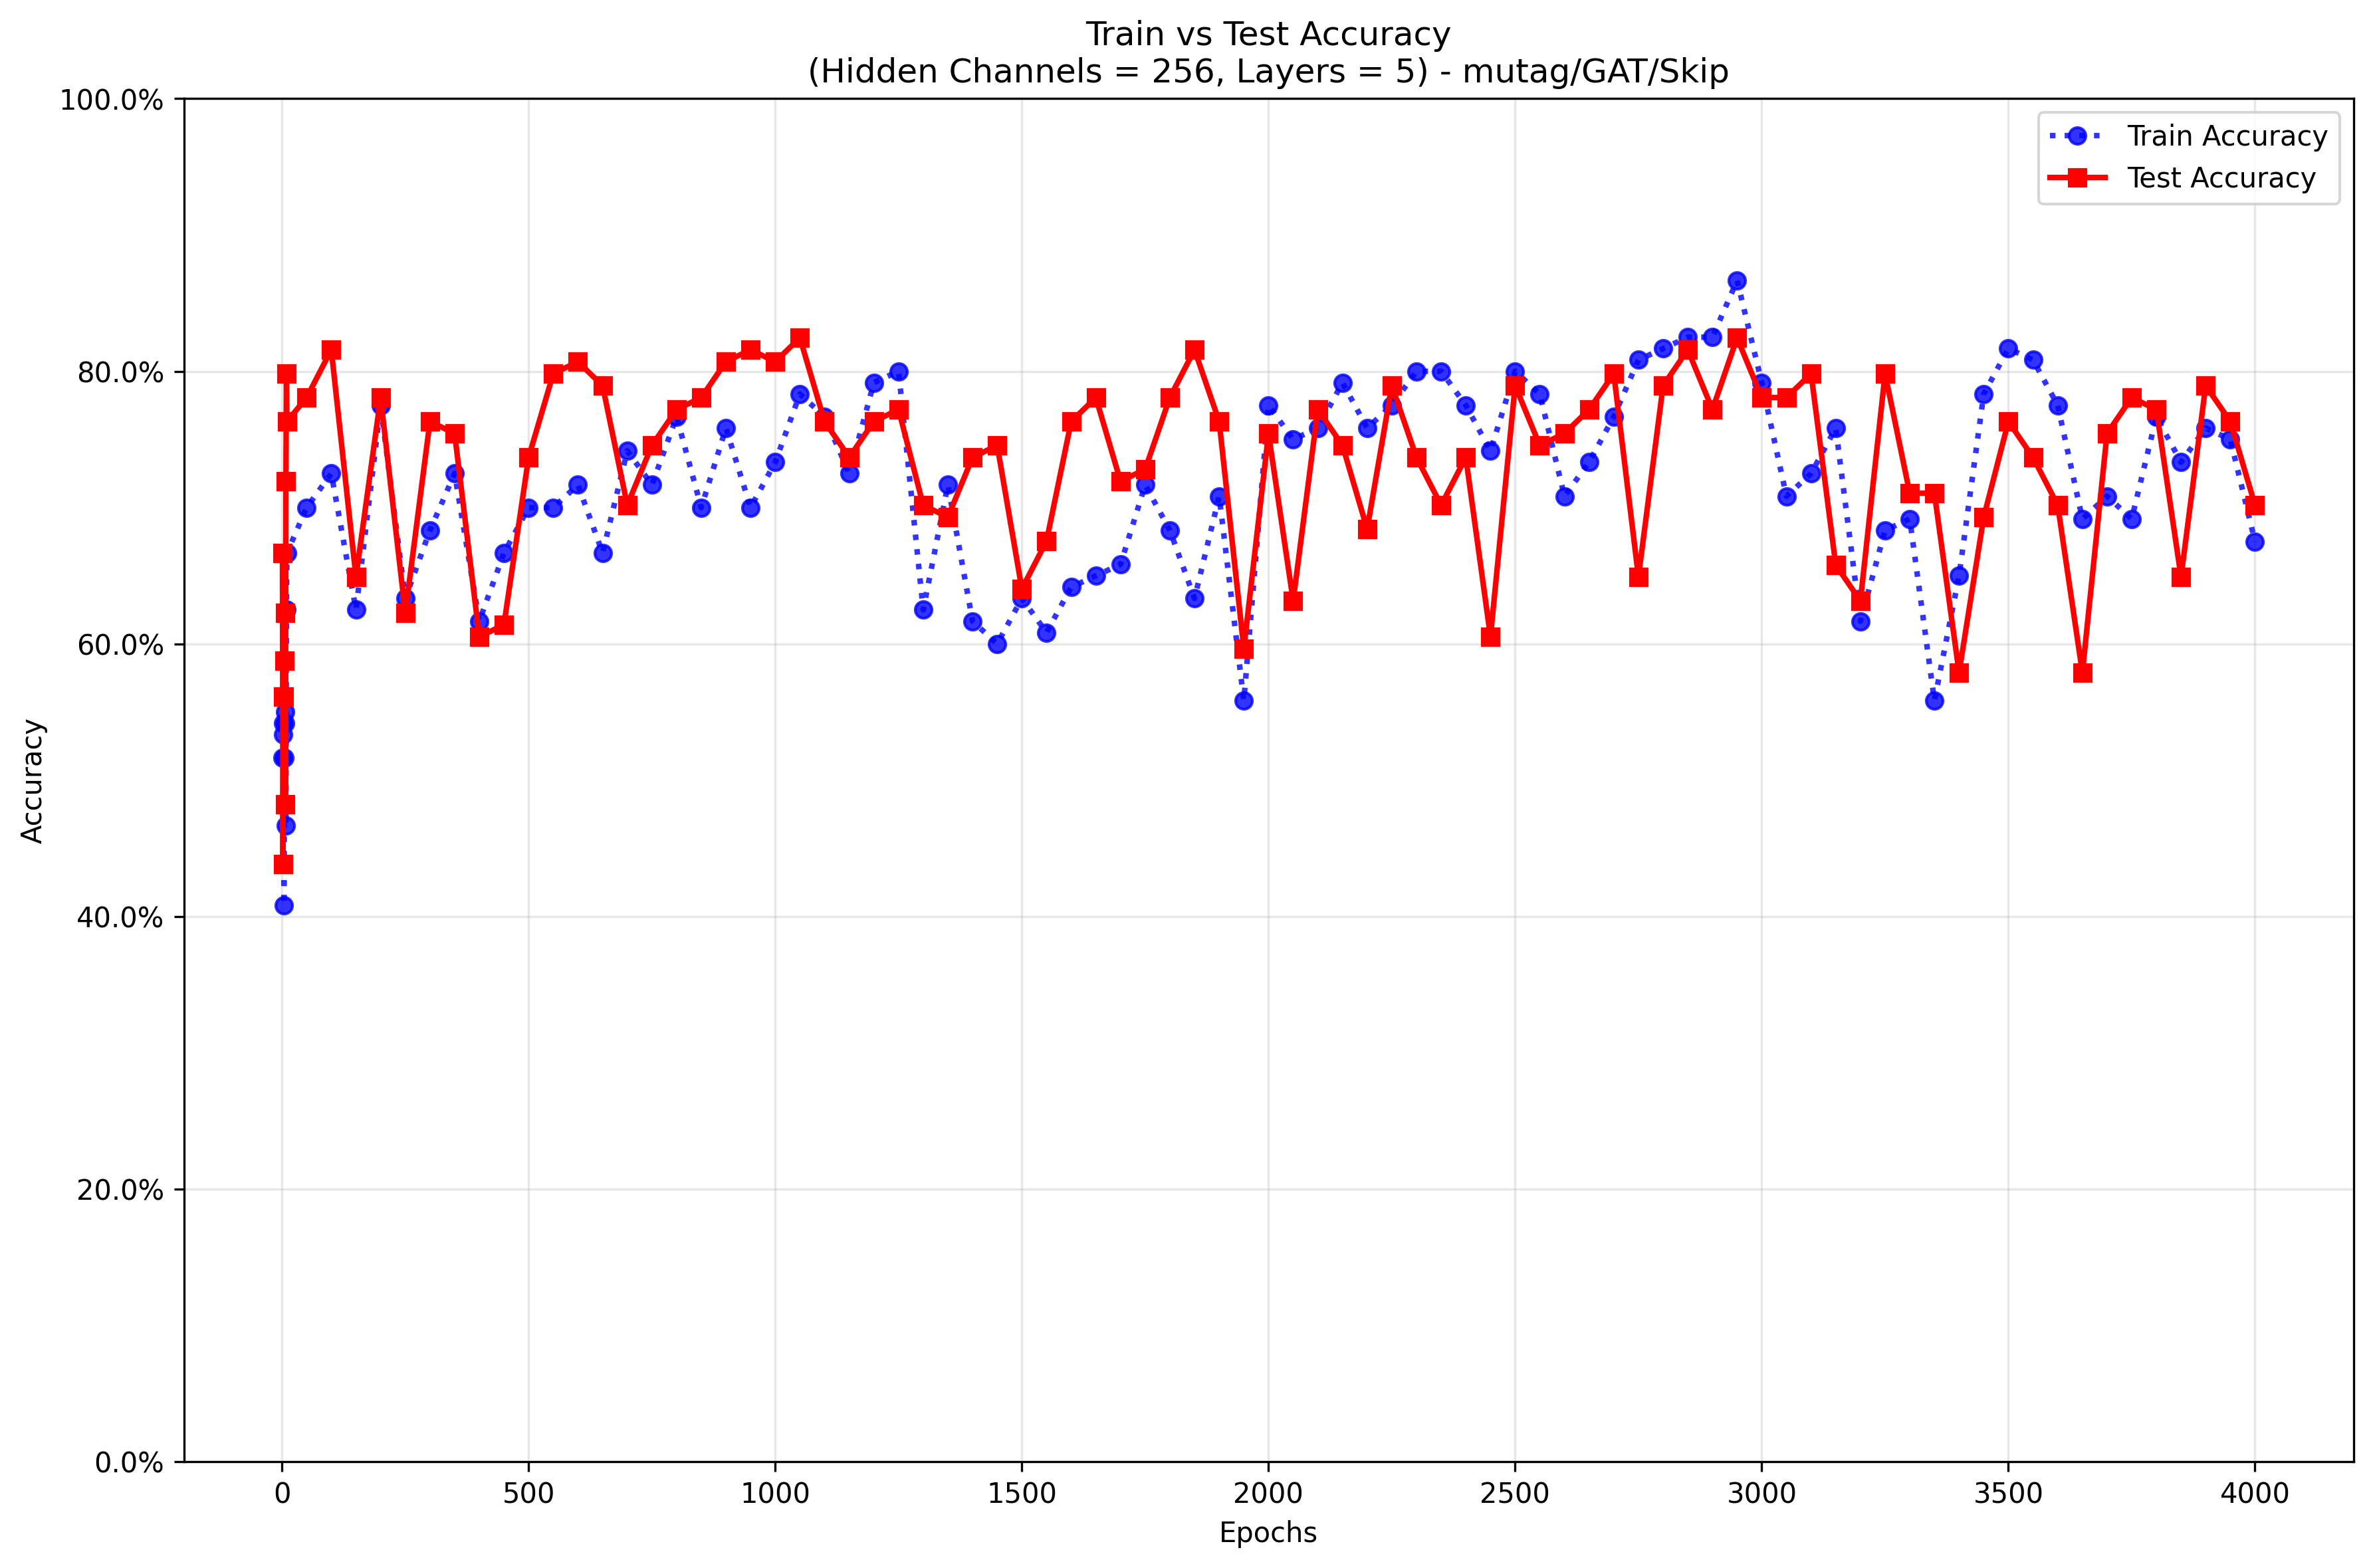 Train vs Test Accuracy
(Hidden Channels = 256, Layers = 5) - mutag/GAT/Skip
100.0%
80.0%
60.0%
40.0%
20.0%
0.0%
Accuracy
Train Accuracy
Test Accuracy
0 500 1000 1500 2000 2500 3000 3500 4000
Epochs